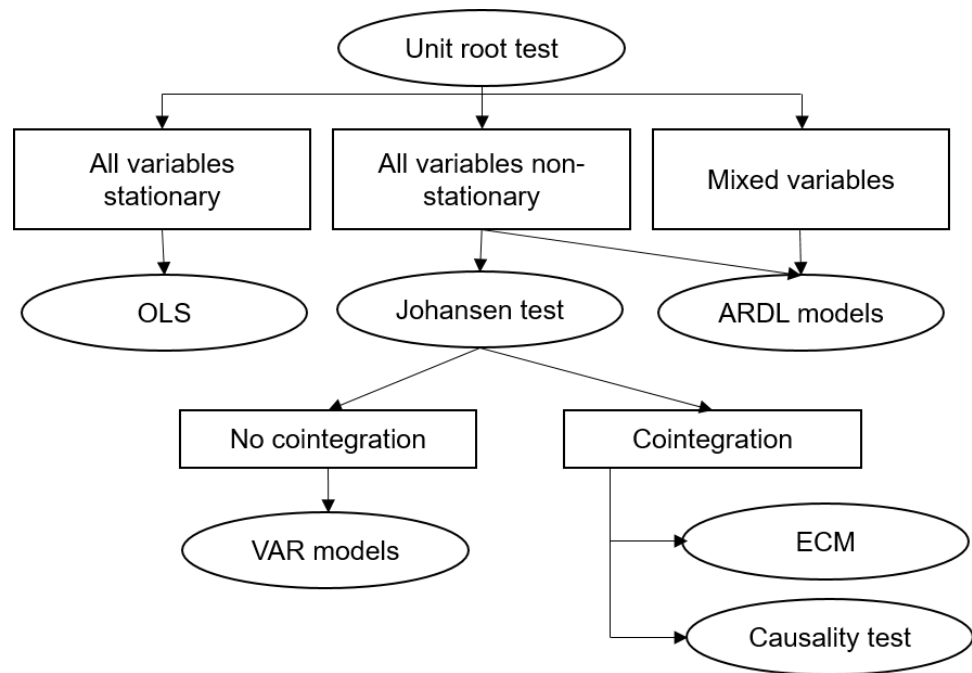 Unit root test
All variables
stationary
All variables non-
stationary
Mixed variables
OLS
Johansen test
ARDL models
No cointegration
Cointegration
VAR models
ECM
Causality test